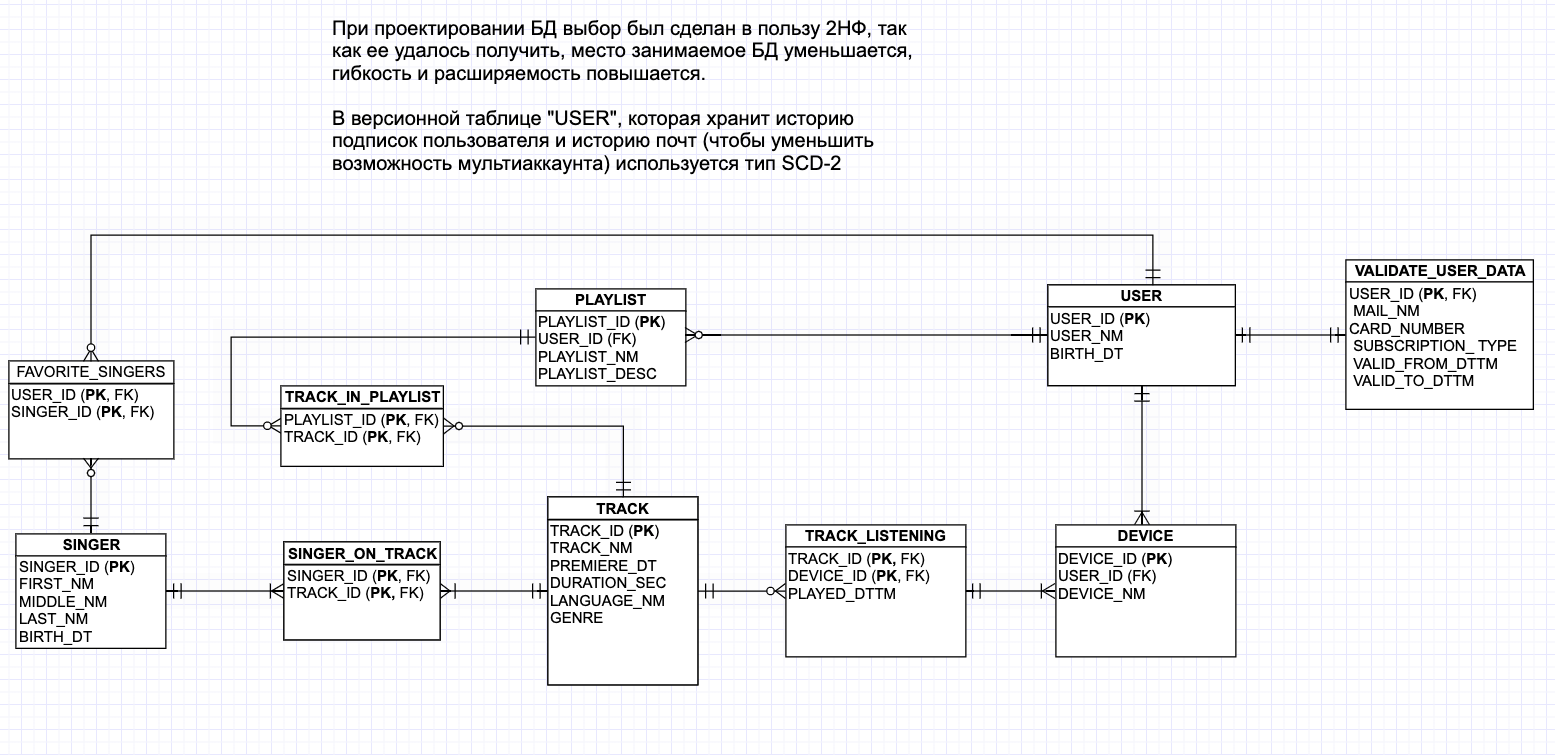 При проектировании БД выбор был сделан в пользу 2НФ, так
как ее удалось получить, место занимаемое БД уменьшается,
гибкость и расширяемость повышается.
В версионной таблице "USER", которая хранит историю
подписок пользователя и историю почт (чтобы уменьшить
возможность мультиаккаунта) используется тип SCD-2
VALIDATE_USER_DATA
USER_ID (PK, FK)
MAIL_NM
CARD_NUMBER
SUBSCRIPTION_TYPE
VALID_FROM_DTTM
VALID_TO_DTTM
USER
USER_ID (PK)
USER_NM
BIRTH_DT
PLAYLIST
PLAYLIST_ID (PK)
USER_ID (FK)
PLAYLIST_NM
PLAYLIST_DESC
FAVORITE_SINGERS
USER_ID (PK, FK)
SINGER_ID (PK, FK)
TRACK_IN_PLAYLIST
PLAYLIST_ID (PK, FK)
TRACK_ID (PK, FK)
SINGER
SINGER_ID (PK)
FIRST_NM
MIDDLE_NM
LAST_NM
BIRTH_DT
SINGER_ON_TRACK
SINGER_ID (PK, FK)
TRACK_ID (PK, FK)
TRACK
TRACK_ID (PK)
TRACK_NM
PREMIERE_DT
DURATION_SEC
LANGUAGE_NM
GENRE
TRACK_LISTENING
TRACK_ID (PK, FK)
DEVICE_ID (PK, FK)
PLAYED_DTTM
DEVICE
DEVICE_ID (PK)
USER_ID (FK)
DEVICE_NM